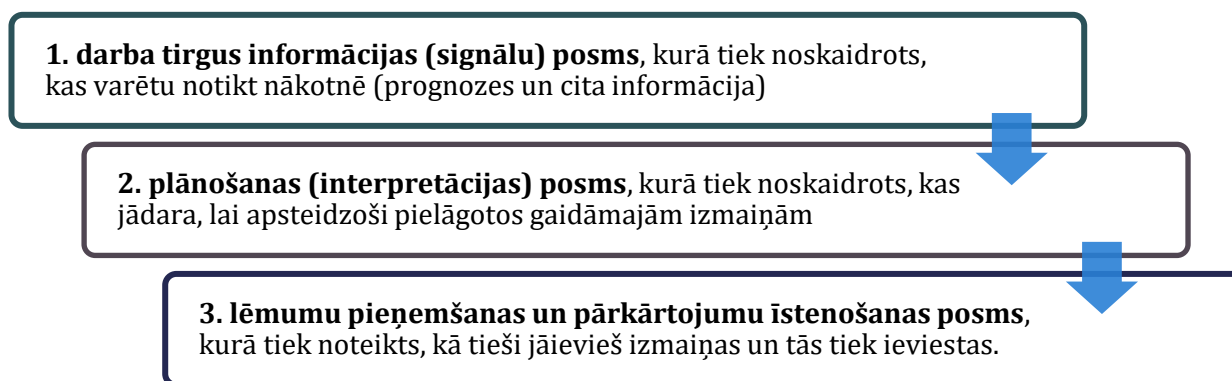 1. darba tirgus informācijas (signālu) posms, kurā tiek noskaidrots,
kas varētu notikt nākotnē (prognozes un cita informācija)
2. plānošanas (interpretācijas) posms, kurā tiek noskaidrots, kas
jādara, lai apsteidzoši pielāgotos gaidāmajām izmaiņām
3. lēmumu pieņemšanas un pārkārtojumu īstenošanas posms,
kurā tiek noteikts, kā tieši jāievieš izmaiņas un tās tiek ieviestas.